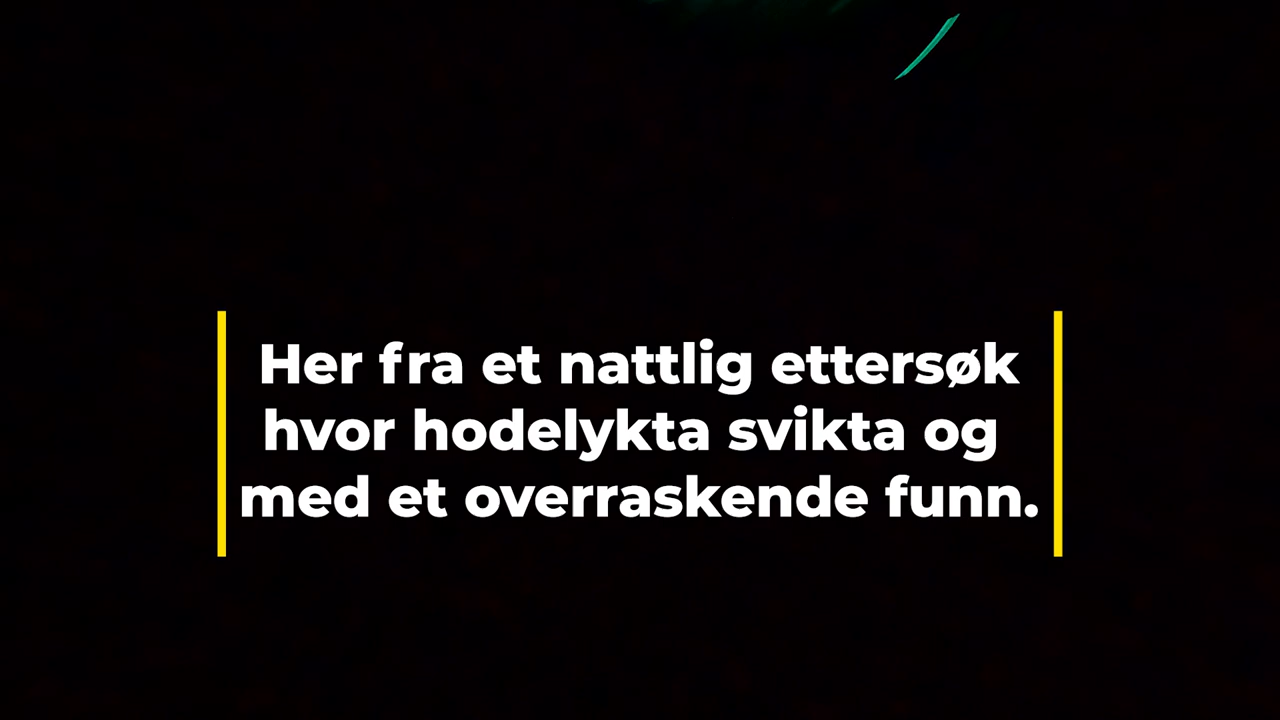 Her fra et nattlig ettersøk
hvor hodelykta svikta og
med et overraskende funn.